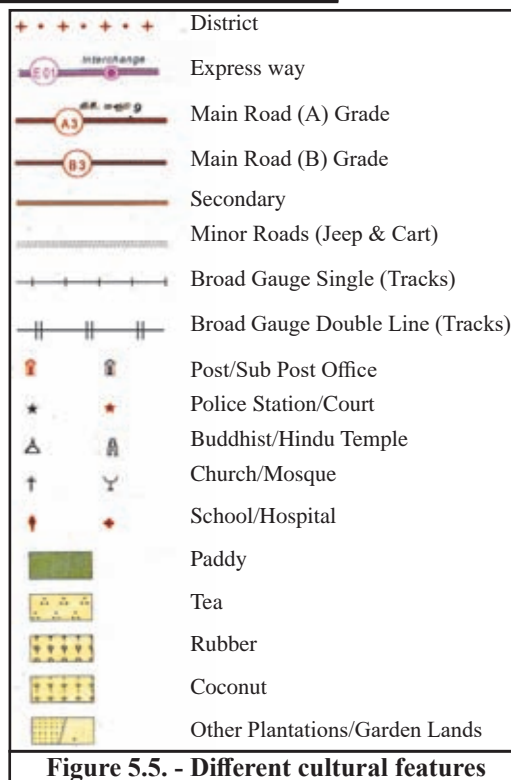 District
Interchange
E 01
Express way
A3
Main Road (A) Grade
B3
Main Road (B) Grade
Secondary
Minor Roads (Jeep & Cart)
Broad Gauge Single (Tracks)
Broad Gauge Double Line (Tracks)
Post/Sub Post Office
Police Station/Court
Buddhist/Hindu Temple
Church/Mosque
School/Hospital
Paddy
Tea
Rubber
Coconut
Other Plantations/Garden Lands
Figure 5.5. - Different cultural features